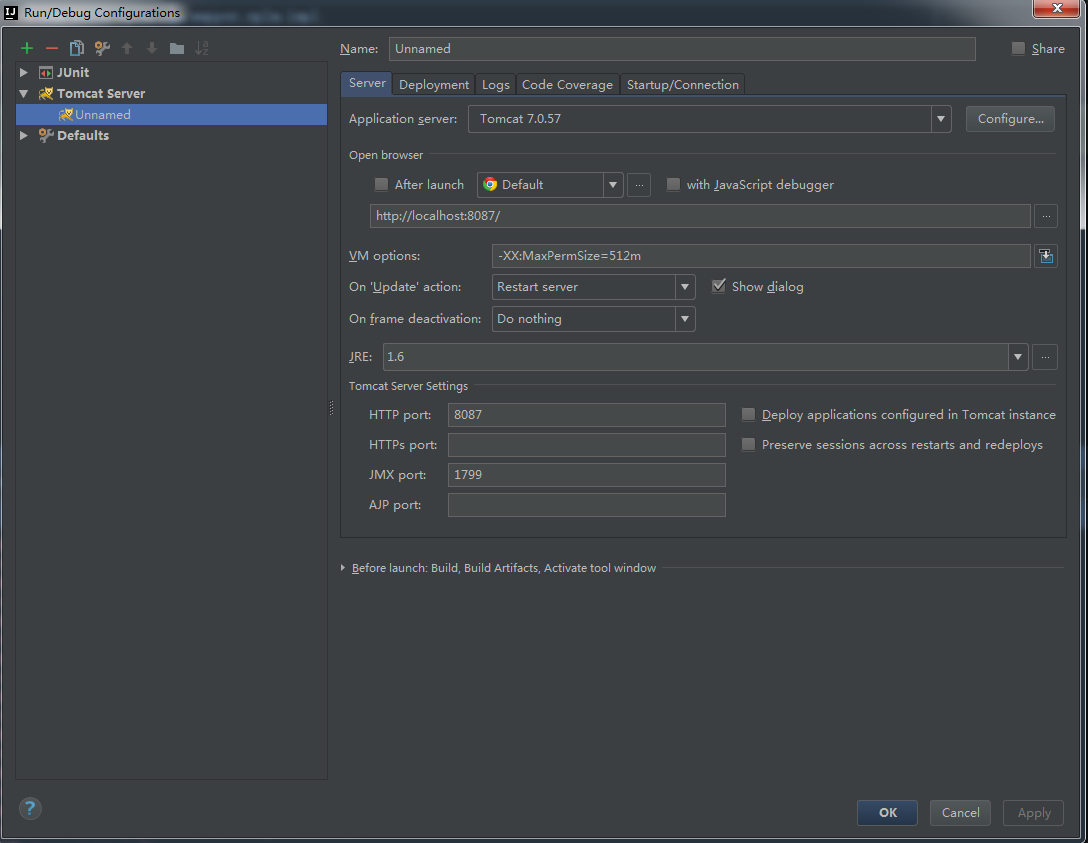 Run/Debug Configurations
Name: Unnamed Share
JUnit
Tomcat Server
Unnamed
Defaults
Server Deployment Logs Code Coverage Startup/Connection
Application server: Tomcat 7.0.57 Configure...
Open browser
After launch Default ... with JavaScript debugger
http://localhost:8087/ ...
VM options: -XX:MaxPermSize=512m
On 'Update' action: Restart server Show dialog
On frame deactivation: Do nothing
JRE: 1.6 ...
Tomcat Server Settings
HTTP port: 8087 Deploy applications configured in Tomcat instance
HTTPs port: Preserve sessions across restarts and redeploys
JMX port: 1799
AJP port:
Before launch: Build, Build Artifacts, Activate tool window
? OK Cancel Apply